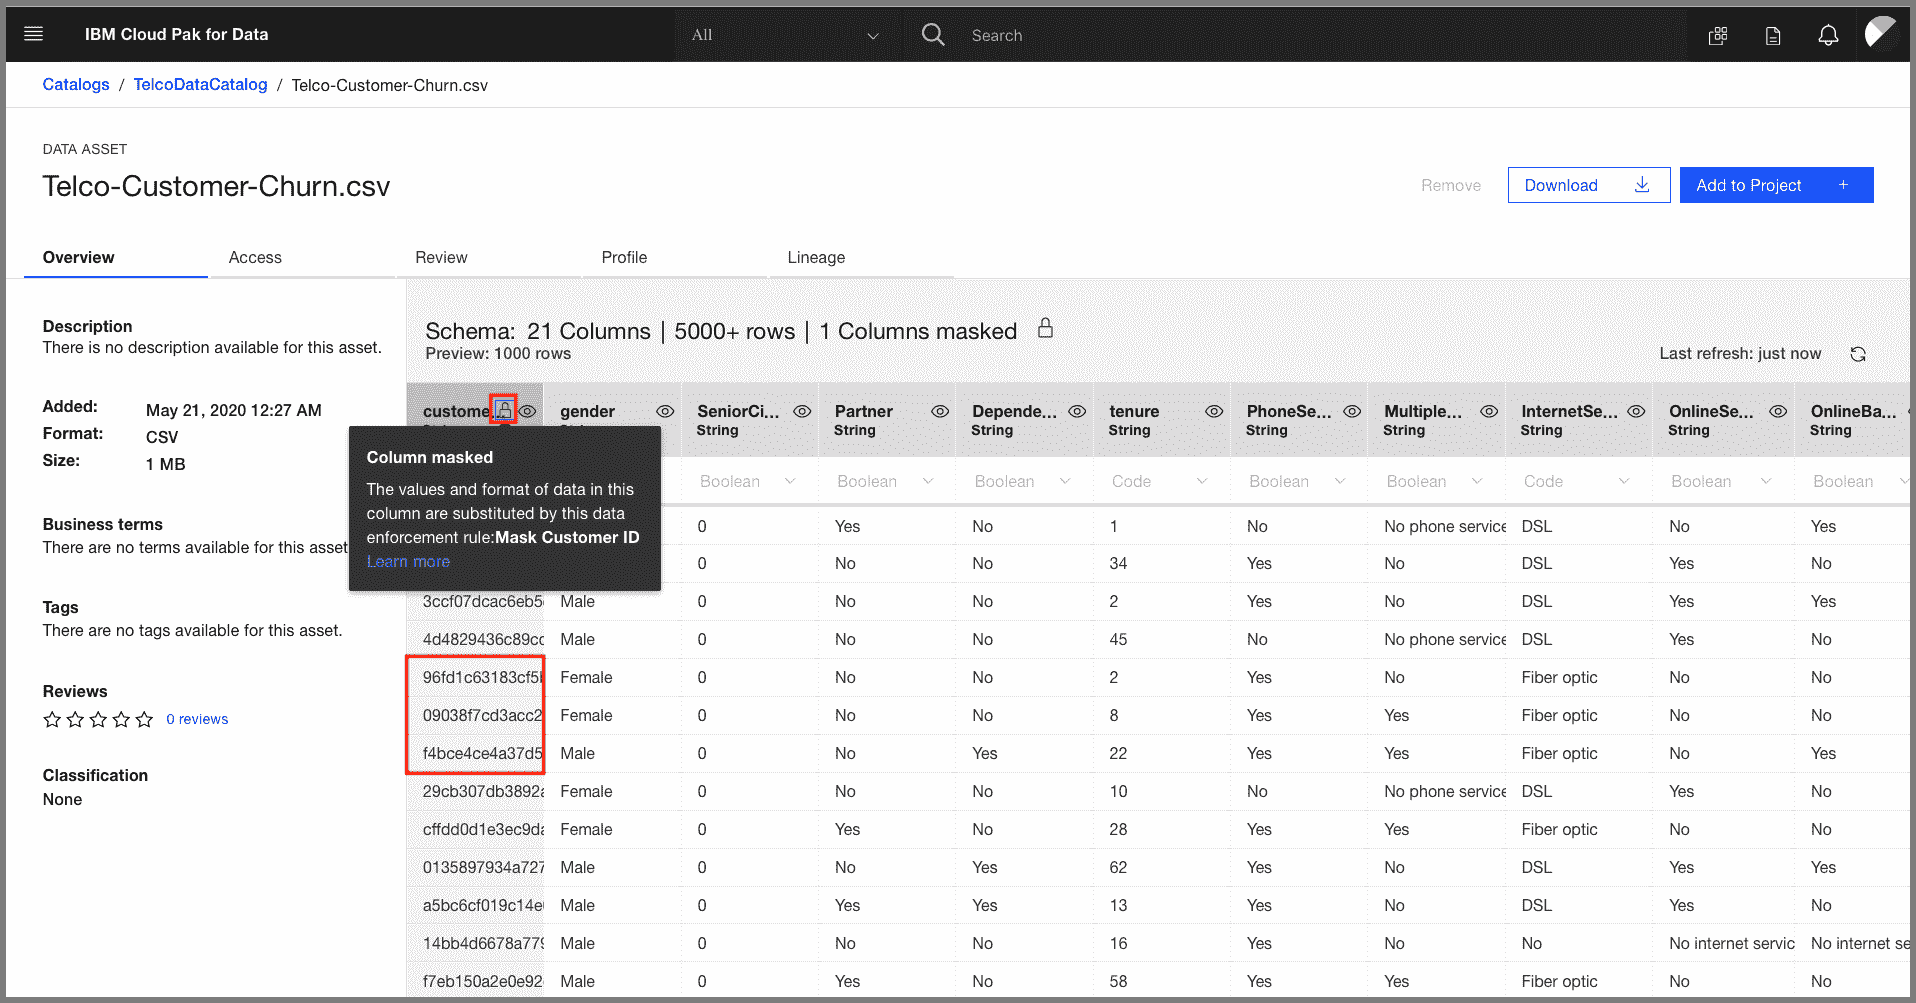 IBM Cloud Pak for Data
All
Search
Catalogs / TelcoDataCatalog / Telco-Customer-Churn.csv
DATA ASSET
Telco-Customer-Churn.csv
Remove
Download
Add to Project +
Overview
Access
Review
Profile
Lineage
Description
There is no description available for this asset.
Added: May 21, 2020 12:27 AM
Format: CSV
Size: 1 MB
Business terms
There are no terms available for this asset
Tags
There are no tags available for this asset.
Reviews
0 reviews
Classification
None
Schema: 21 Columns | 5000+ rows | 1 Columns masked
Preview: 1000 rows
Last refresh: just now
custome... gender SeniorCi... Partner Depende... tenure PhoneSe... Multiple... InternetSe... OnlineSe... OnlineBa...
String String String String String String String String String
Column masked
The values and format of data in this
column are substituted by this data
enforcement rule:Mask Customer ID
Learn more
Boolean Boolean Boolean Code Boolean Boolean Code Boolean Boolean
0 Yes No 1 No No phone service DSL No Yes
0 No No 34 Yes No DSL Yes No
3ccf07dcac6eb5 Male 0 No No 2 Yes No DSL Yes Yes
4d4829436c89cc Male 0 No No 45 No No phone service DSL Yes No
96fd1c63183cf5b Female 0 No No 2 Yes No Fiber optic No No
09038f7cd3acc2 Female 0 No No 8 Yes Yes Fiber optic No No
f4bce4ce4a37d5 Male 0 No Yes 22 Yes Yes Fiber optic No Yes
29cb307db3892a Female 0 No No 10 No No phone service DSL Yes No
cffdd0d1e3ec9da Female 0 Yes No 28 Yes Yes Fiber optic No No
0135897934a727 Male 0 No Yes 62 Yes No DSL Yes Yes
a5bc6cf019c14e Male 0 Yes Yes 13 Yes No DSL Yes No
14bb4d6678a779 Male 0 No No 16 Yes No No No internet servic No internet se
f7eb150a2e0e92 Male 0 Yes No 58 Yes Yes Fiber optic No No